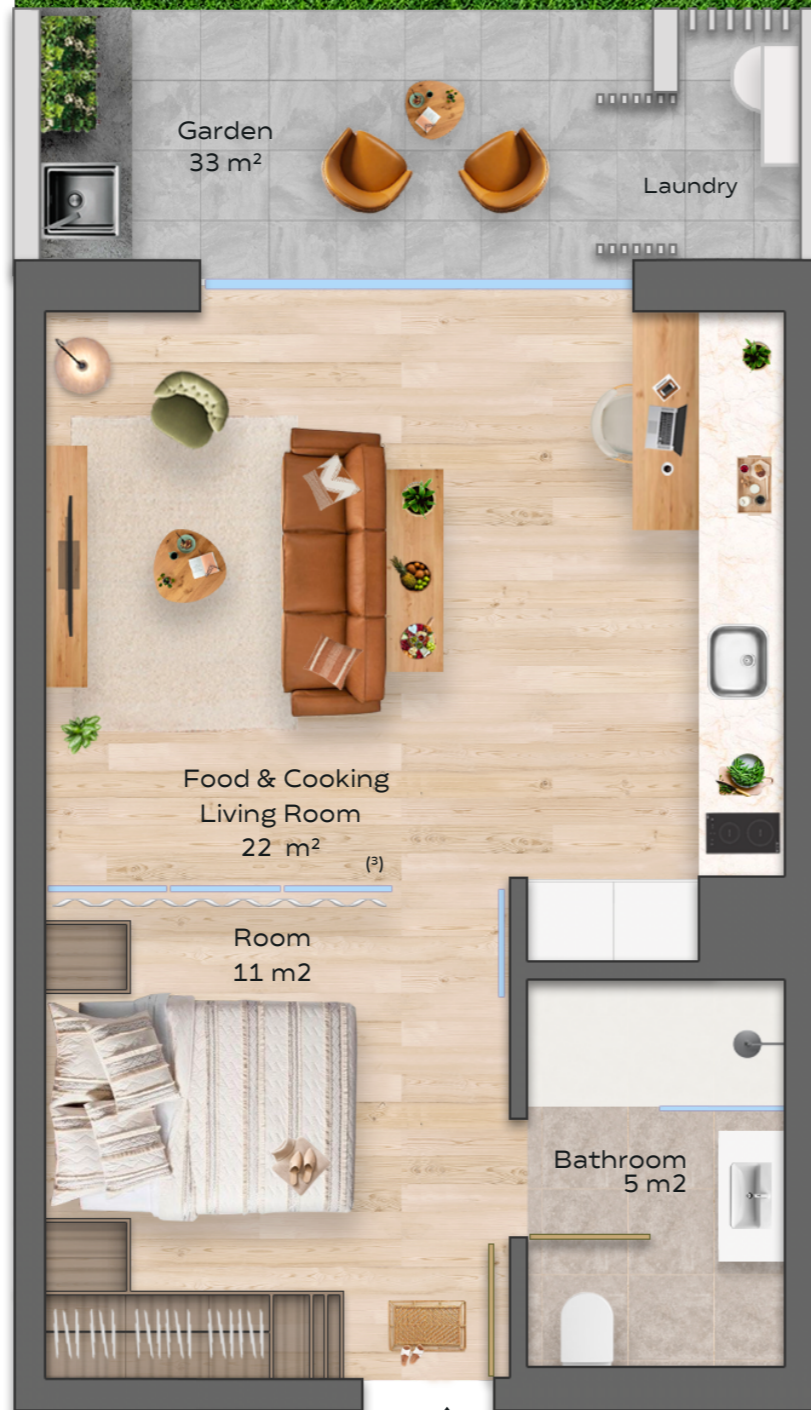 Garden
33 m²
Laundry
Food & Cooking
Living Room
22 m²
(³)
Room
11 m2
Bathroom
5 m2